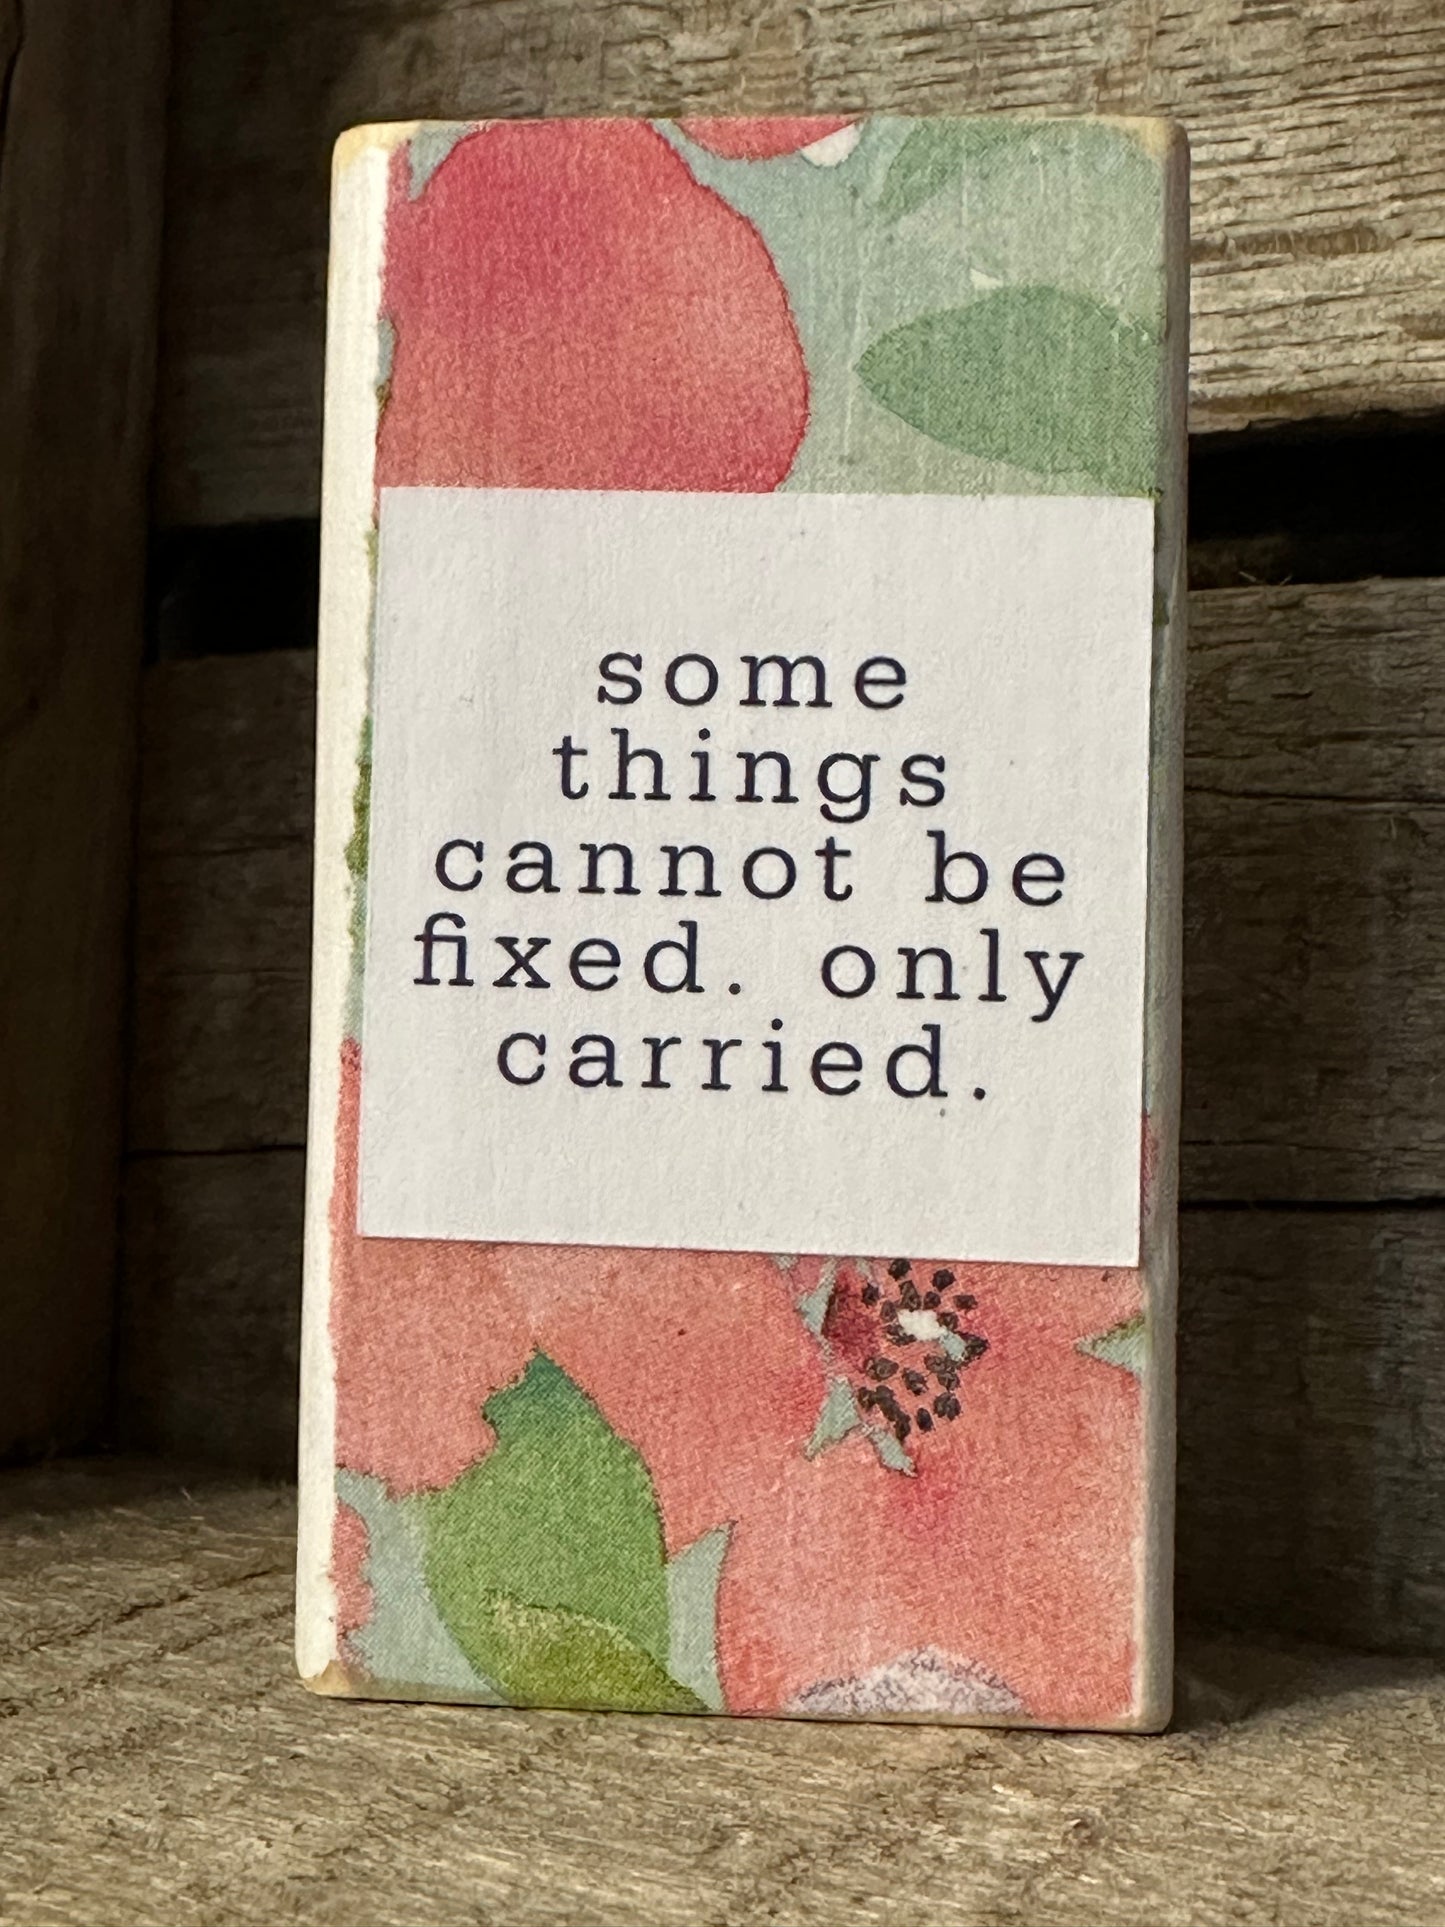 some
things
cannot be
fixed. only
carried.